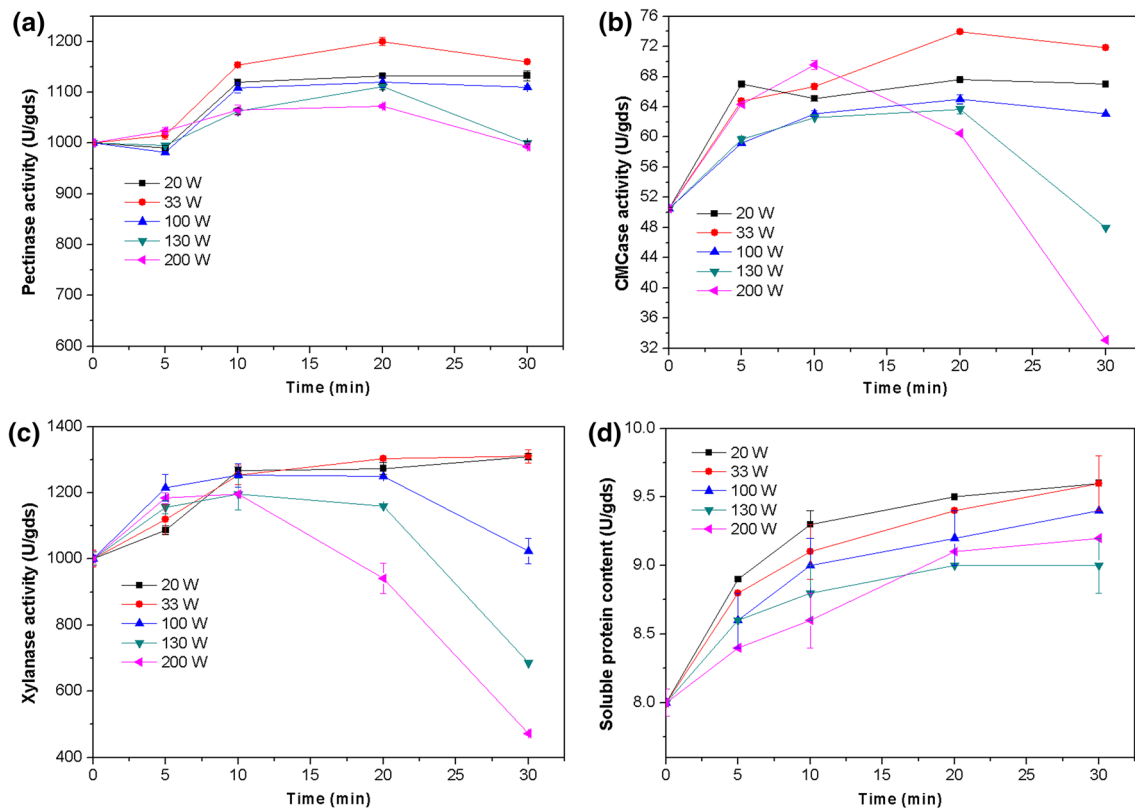 (a)
1200
1100
1000
900
800
700
600
Pectinase activity (U/gds)
20 W
33 W
100 W
130 W
200 W
0 5 10 15 20 25 30
Time (min)
(b)
76
72
68
64
60
56
52
48
44
40
36
32
CMCase activity (U/gds)
20 W
33 W
100 W
130 W
200 W
0 5 10 15 20 25 30
Time (min)
(c)
1400
1200
1000
800
600
400
Xylanase activity (U/gds)
20 W
33 W
100 W
130 W
200 W
0 5 10 15 20 25 30
Time (min)
(d)
10.0
9.5
9.0
8.5
8.0
Soluble protein content (U/gds)
20 W
33 W
100 W
130 W
200 W
0 5 10 15 20 25 30
Time (min)